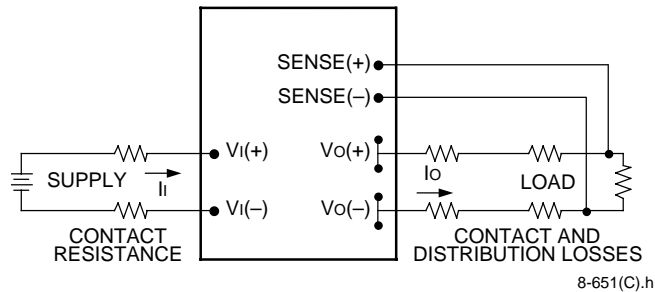 SENSE(+)
SENSE(–)
VI(+)
VO(+)
IO
SUPPLY
II
LOAD
VI(–)
VO(–)
CONTACT
RESISTANCE
CONTACT AND
DISTRIBUTION LOSSES
8-651(C).h